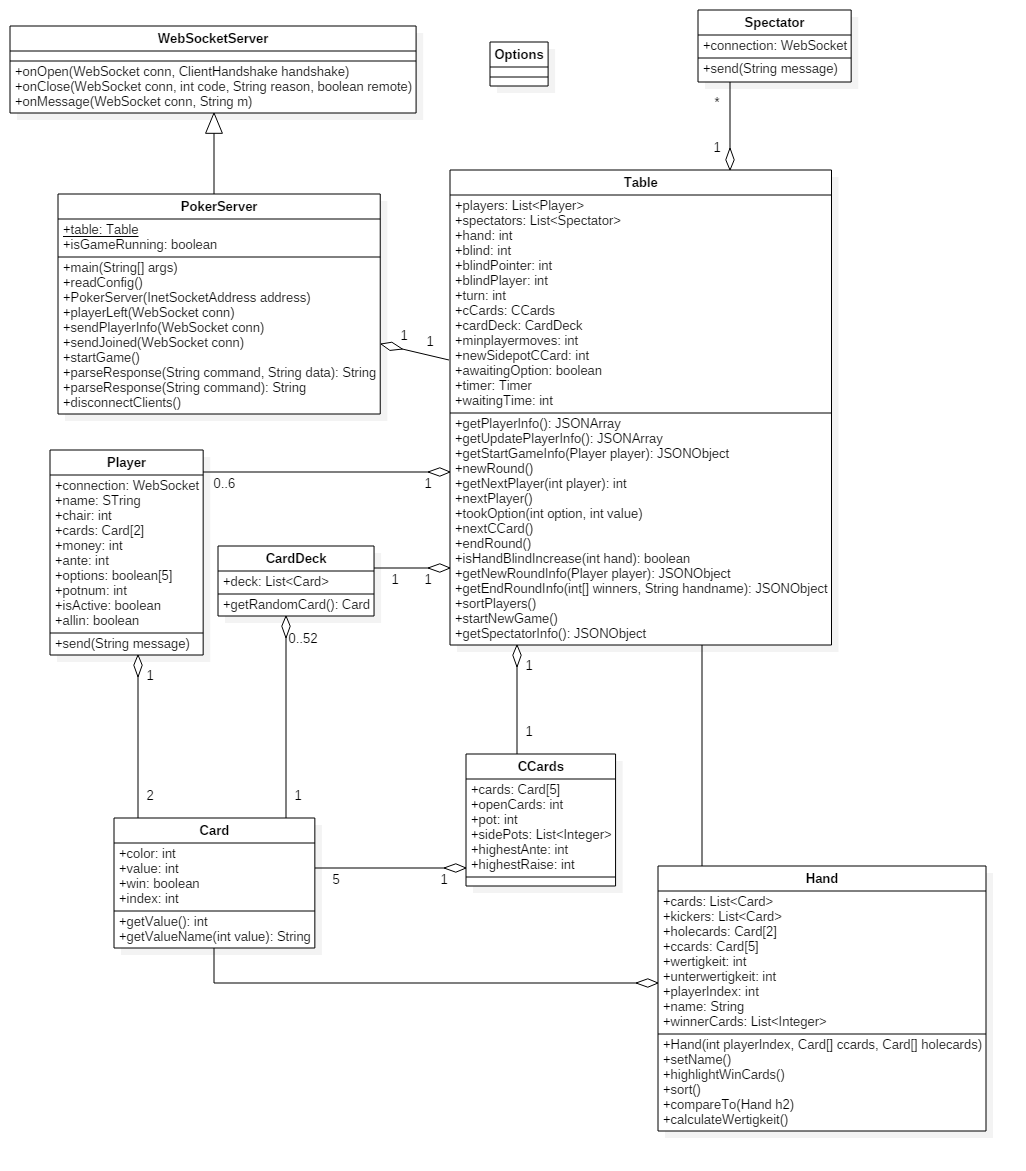 WebSocketServer
+onOpen(WebSocket conn, ClientHandshake handshake)
+onClose(WebSocket conn, int code, String reason, boolean remote)
+onMessage(WebSocket conn, String m)
Options
Spectator
+connection: WebSocket
+send(String message)
*
1
PokerServer
+table: Table
+isGameRunning: boolean
+main(String[] args)
+readConfig()
+PokerServer(InetSocketAddress address)
+playerLeft(WebSocket conn)
+sendPlayerInfo(WebSocket conn)
+sendJoined(WebSocket conn)
+startGame()
+parseResponse(String command, String data): String
+parseResponse(String command): String
+disconnectClients()
1
1
Table
+players: List<Player>
+spectators: List<Spectator>
+hand: int
+blind: int
+blindPointer: int
+blindPlayer: int
+turn: int
+cCards: CCards
+cardDeck: CardDeck
+minplayermoves: int
+newSidepotCCard: int
+awaitingOption: boolean
+timer: Timer
+waitingTime: int
+getPlayerInfo(): JSONArray
+getUpdatePlayerInfo(): JSONArray
+getStartGameInfo(Player player): JSONObject
+newRound()
+getNextPlayer(int player): int
+nextPlayer()
+tookOption(int option, int value)
+nextCCard()
+endRound()
+isHandBlindIncrease(int hand): boolean
+getNewRoundInfo(Player player): JSONObject
+getEndRoundInfo(int[] winners, String handname): JSONObject
+sortPlayers()
+startNewGame()
+getSpectatorInfo(): JSONObject
Player
+connection: WebSocket
+name: STring
+chair: int
+cards: Card[2]
+money: int
+ante: int
+options: boolean[5]
+potnum: int
+isActive: boolean
+allin: boolean
+send(String message)
0..6
1
CardDeck
+deck: List<Card>
+getRandomCard(): Card
1
1
0..52
1
1
2
1
1
CCards
+cards: Card[5]
+openCards: int
+pot: int
+sidePots: List<Integer>
+highestAnte: int
+highestRaise: int
Card
+color: int
+value: int
+win: boolean
+index: int
+getValue(): int
+getValueName(int value): String
5
1
Hand
+cards: List<Card>
+kickers: List<Card>
+holecards: Card[2]
+ccards: Card[5]
+wertigkeit: int
+unterwertigkeit: int
+playerIndex: int
+name: String
+winnerCards: List<Integer>
+Hand(int playerIndex, Card[] ccards, Card[] holecards)
+setName()
+highlightWinCards()
+sort()
+compareTo(Hand h2)
+calculateWertigkeit()